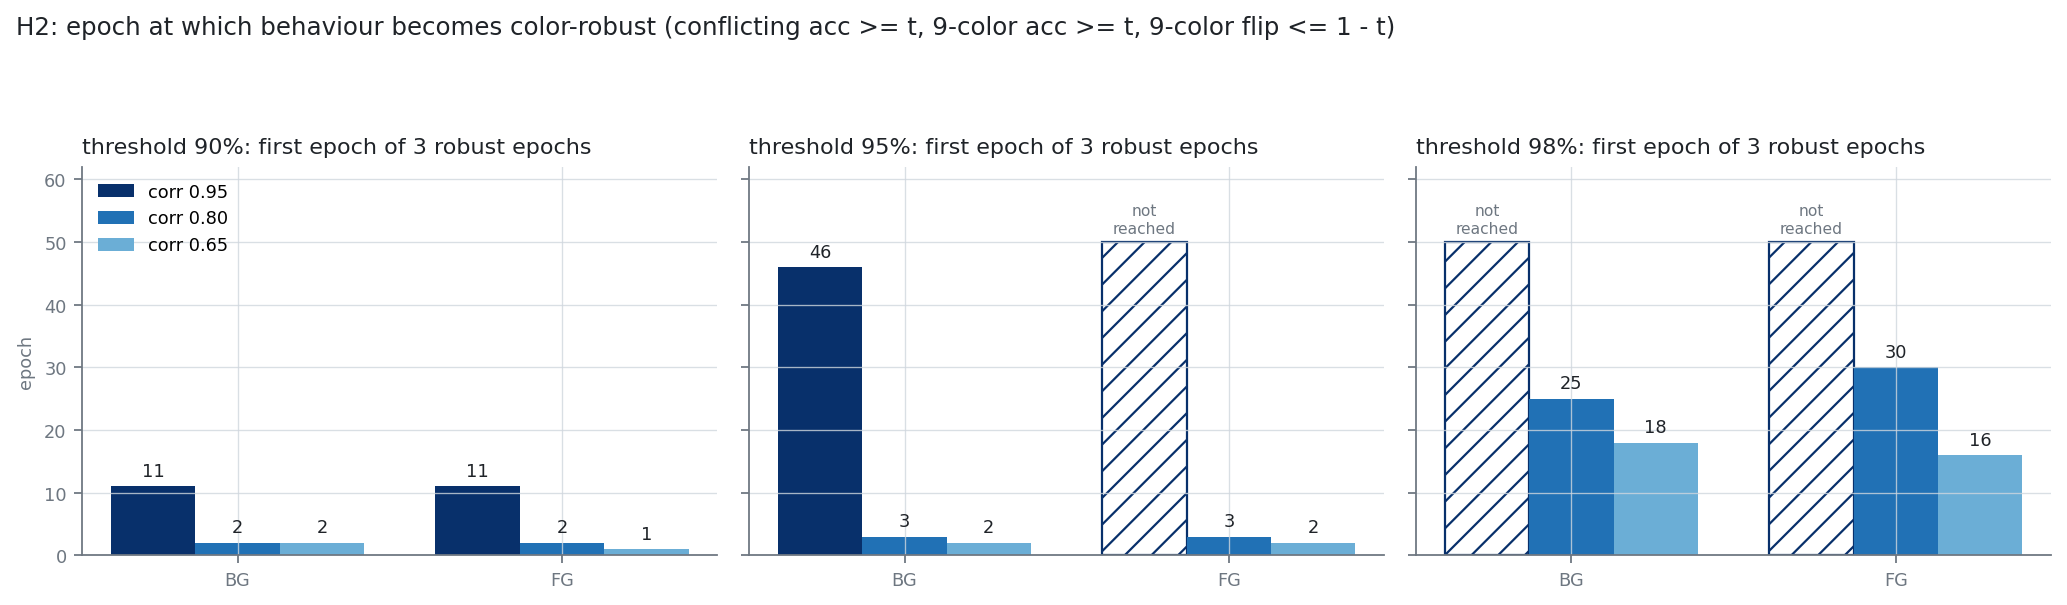 H2: epoch at which behaviour becomes color-robust (conflicting acc >= t, 9-color acc >= t, 9-color flip <= 1 - t)
threshold 90%: first epoch of 3 robust epochs
corr 0.95
corr 0.80
corr 0.65
epoch
60
50
40
30
20
10
0
11
2
2
11
2
1
BG
FG
threshold 95%: first epoch of 3 robust epochs
46
3
2
not
reached
3
2
BG
FG
threshold 98%: first epoch of 3 robust epochs
not
reached
25
18
not
reached
30
16
BG
FG